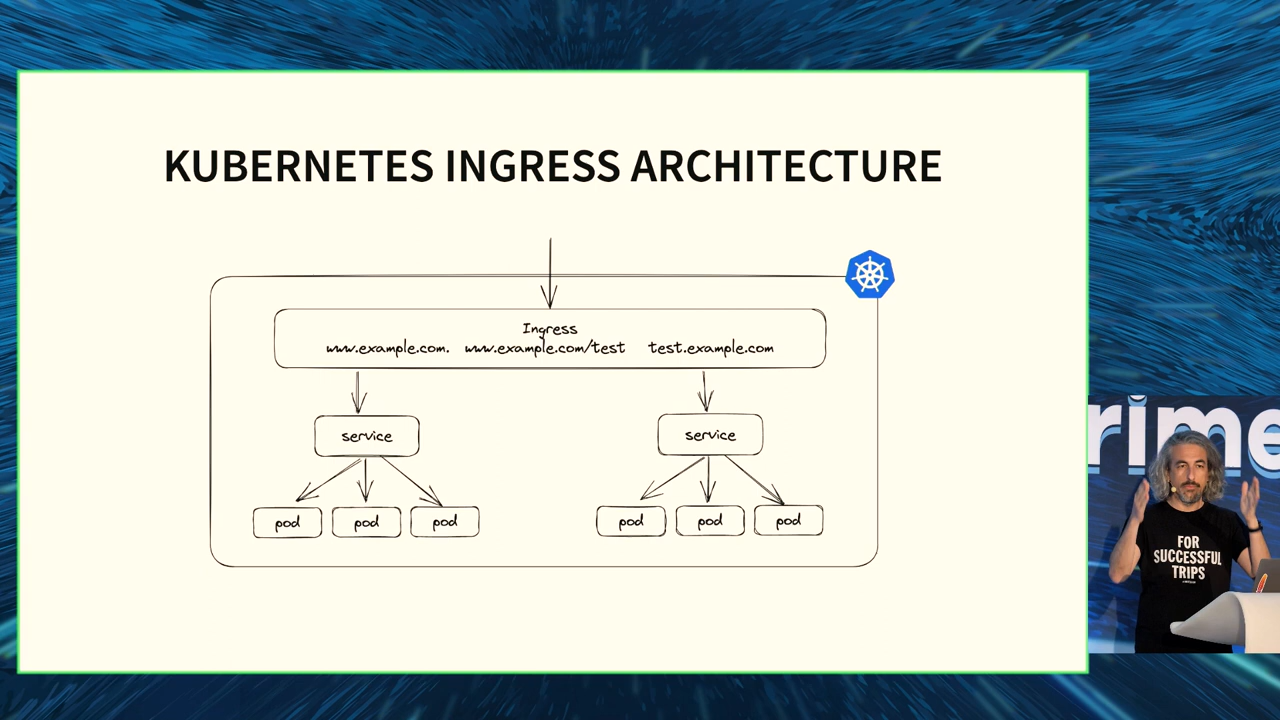 KUBERNETES INGRESS ARCHITECTURE
Ingress
www.example.com. www.example.com/test test.example.com
service
service
pod
pod
pod
pod
pod
pod
rime
FOR
SUCCESSFUL
TRIPS